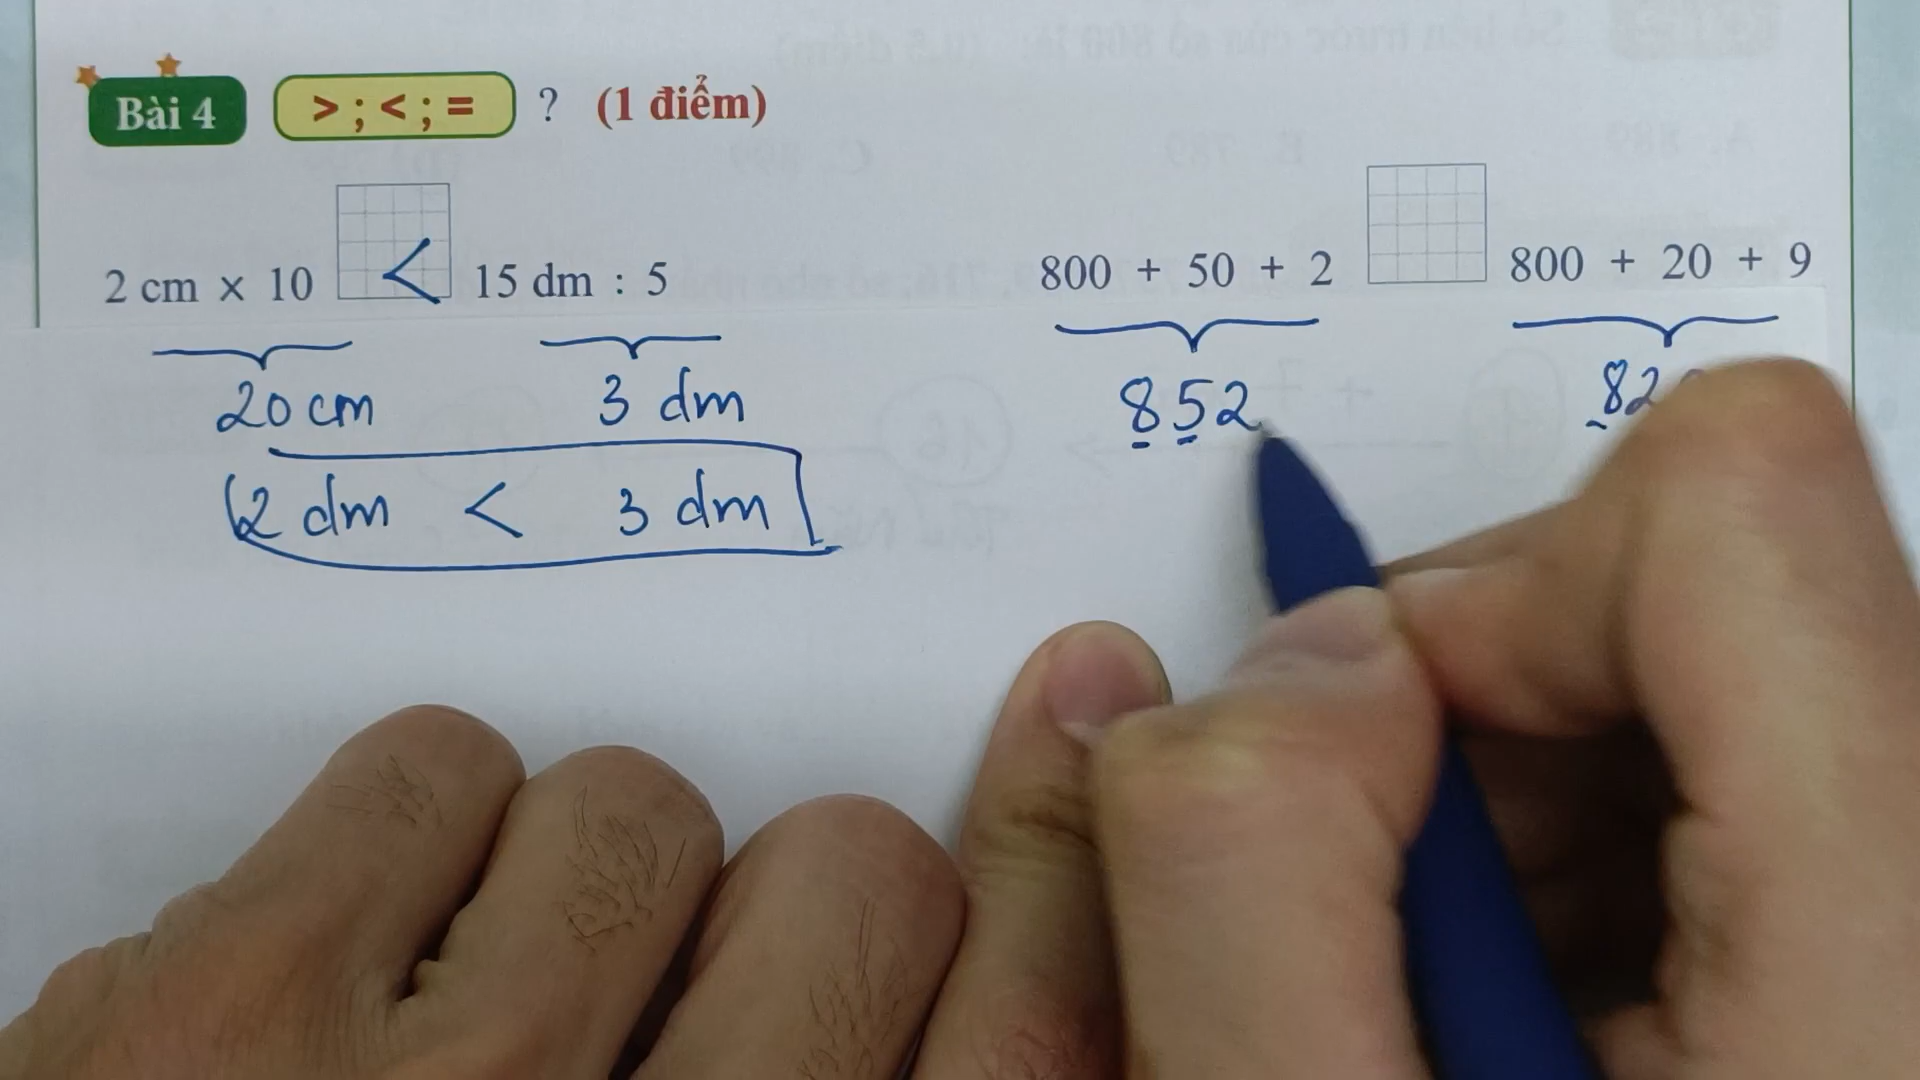 Bài 4 > ; < ; = ? (1 điểm)
2 cm × 10 < 15 dm : 5
800 + 50 + 2 800 + 20 + 9
20 cm 3 dm
852 82
2 dm < 3 dm